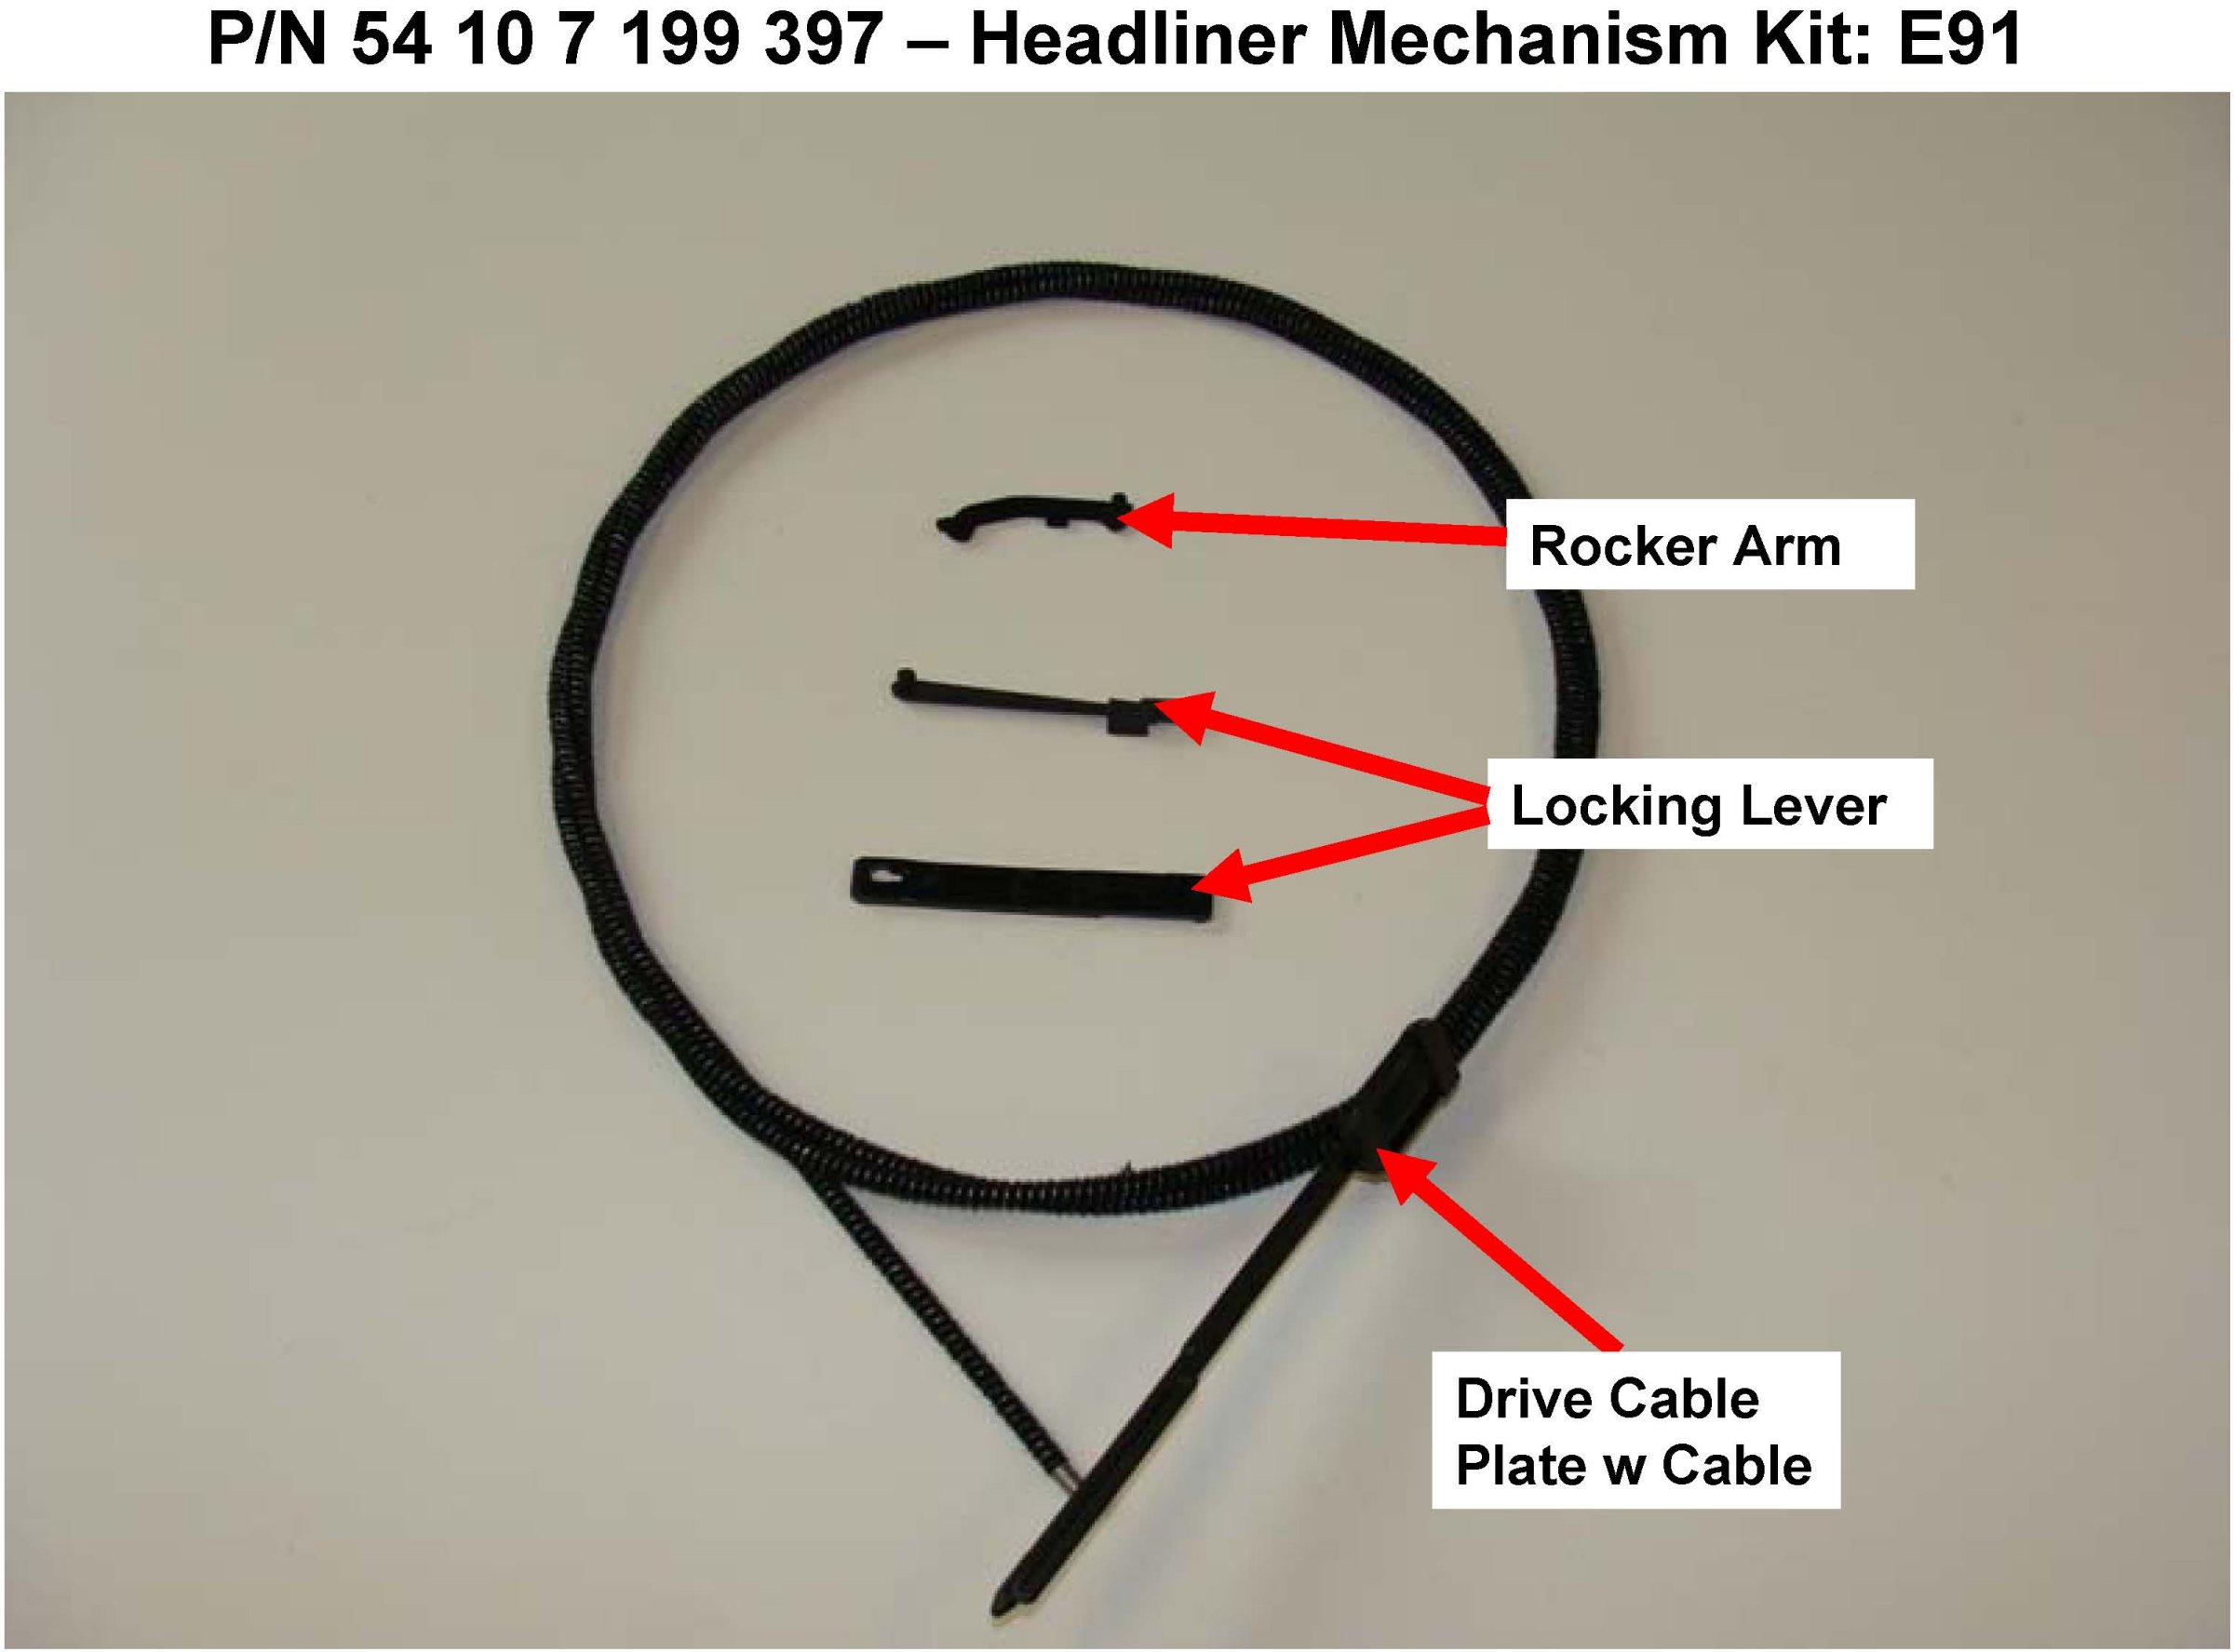 P/N 54 10 7 199 397 – Headliner Mechanism Kit: E91
Rocker Arm
Locking Lever
Drive Cable
Plate w Cable